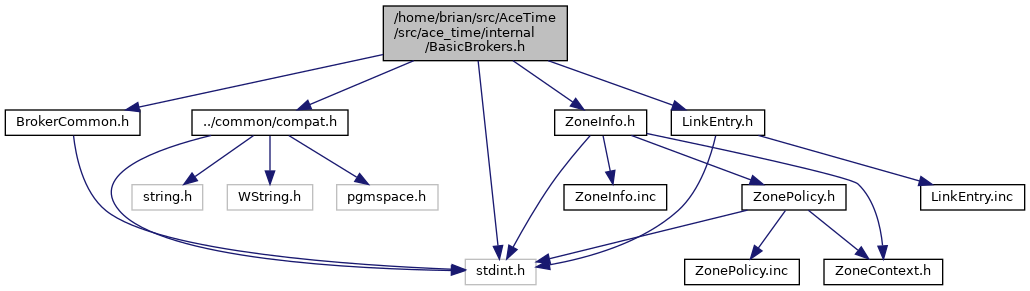 /home/brian/src/AceTime
/src/ace_time/internal
/BasicBrokers.h
BrokerCommon.h
../common/compat.h
ZoneInfo.h
LinkEntry.h
string.h
WString.h
pgmspace.h
ZoneInfo.inc
ZonePolicy.h
LinkEntry.inc
stdint.h
ZonePolicy.inc
ZoneContext.h